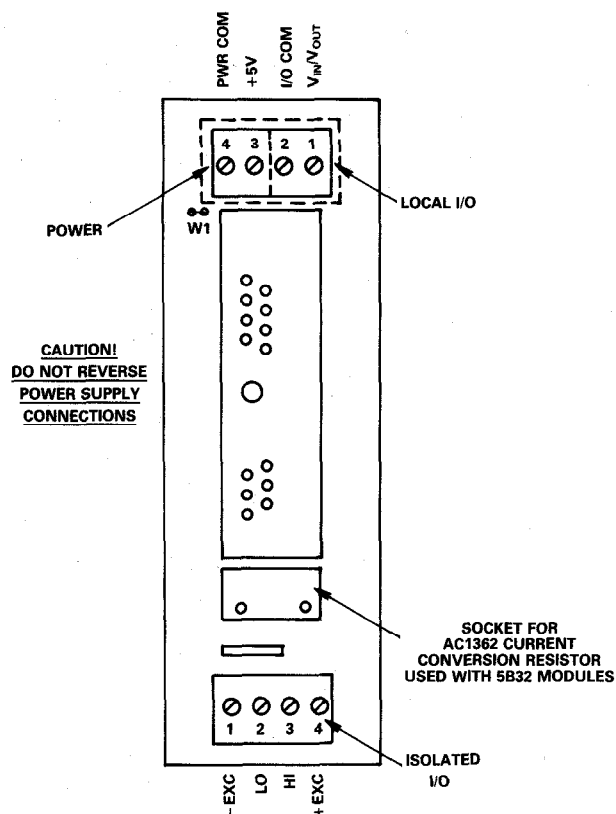 PWR COM
+5V
I/O COM
VIN/VOUT
4 3 2 1
LOCAL I/O
POWER
W1
CAUTION!
DO NOT REVERSE
POWER SUPPLY
CONNECTIONS
SOCKET FOR
AC1362 CURRENT
CONVERSION RESISTOR
USED WITH 5B32 MODULES
1 2 3 4
ISOLATED
I/O
– EXC
LO
HI
+ EXC